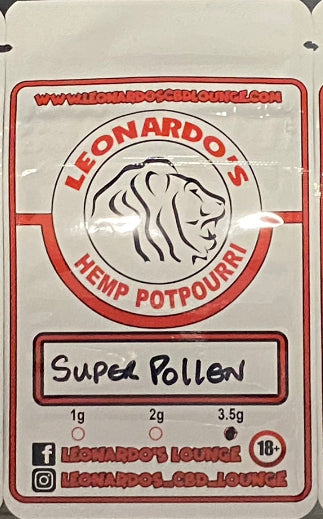 WWW.LEONARDOSCBDLOUNGE.COM
LEONARDO'S
HEMP POTPOURRI
SUPER POLLEN
1g 2g 3.5g
LEONARDO'S LOUNGE 18+
LEONARDOS_CBD_LOUNGE